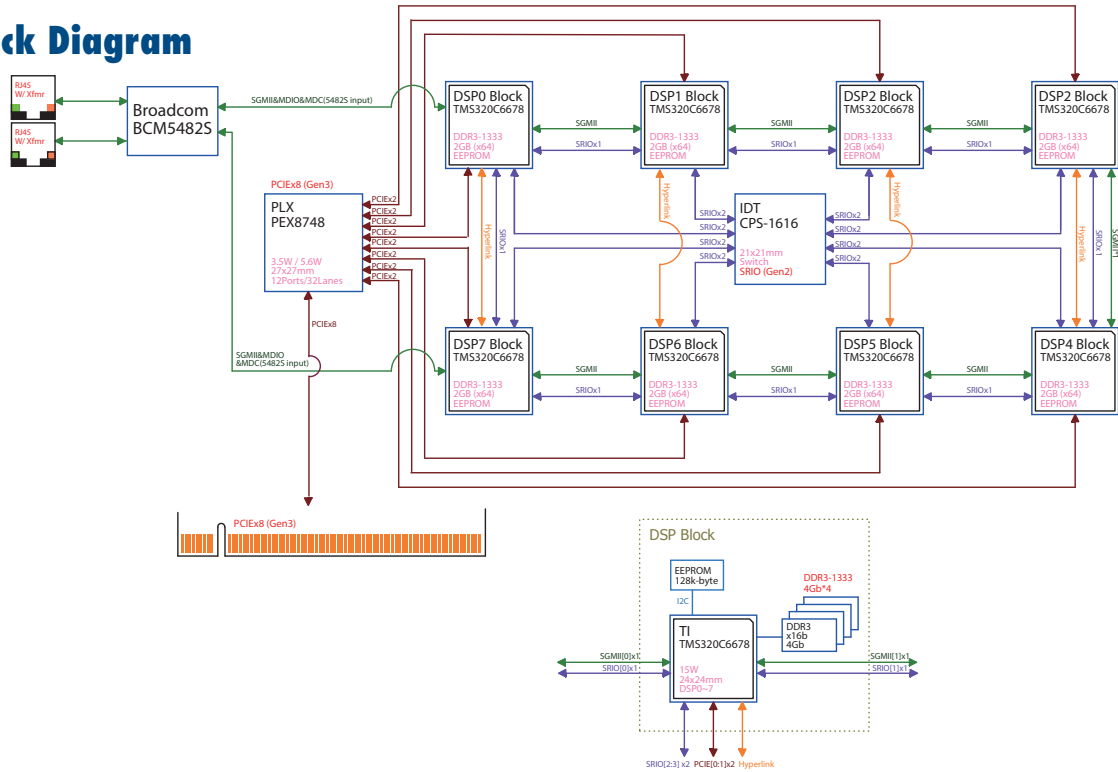 ck Diagram
RJ45
W/ Xfmr
RJ45
W/ Xfmr
Broadcom
BCM5482S
SGMII&MDIO&MDC(5482S input)
SGMII&MDIO
&MDC(5482S input)
PCIEx8 (Gen3)
PLX
PEX8748
3.5W / 5.6W
27x27mm
12Ports/32Lanes
PCIEx2
PCIEx2
PCIEx2
PCIEx2
PCIEx2
PCIEx2
PCIEx2
PCIEx2
PCIEx8
DSP0 Block
TMS320C6678
DDR3-1333
2GB (x64)
EEPROM
SGMII
SRIOx1
DSP1 Block
TMS320C6678
DDR3-1333
2GB (x64)
EEPROM
SGMII
SRIOx1
DSP2 Block
TMS320C6678
DDR3-1333
2GB (x64)
EEPROM
SGMII
SRIOx1
DSP2 Block
TMS320C6678
DDR3-1333
2GB (x64)
EEPROM
Hyperlink
SRIOx1
Hyperlink
SRIOx2
SRIOx2
SRIOx2
SRIOx2
IDT
CPS-1616
21x21mm
Switch
SRIO (Gen2)
SRIOx2
SRIOx2
SRIOx2
SRIOx2
Hyperlink
Hyperlink
SRIOx1
DSP7 Block
TMS320C6678
DDR3-1333
2GB (x64)
EEPROM
SGMII
SRIOx1
DSP6 Block
TMS320C6678
DDR3-1333
2GB (x64)
EEPROM
SGMII
SRIOx1
DSP5 Block
TMS320C6678
DDR3-1333
2GB (x64)
EEPROM
SGMII
SRIOx1
DSP4 Block
TMS320C6678
DDR3-1333
2GB (x64)
EEPROM
PCIEx8 (Gen3)
DSP Block
EEPROM
128k-byte
I2C
DDR3-1333
4Gb*4
DDR3
x16b
4Gb
TI
TMS320C6678
15W
24x24mm
DSP0~7
SGMII[0]x1
SRIO[0]x1
SGMII[1]x1
SRIO[1]x1
SRIO[2:3] x2 PCIE[0:1]x2 Hyperlink